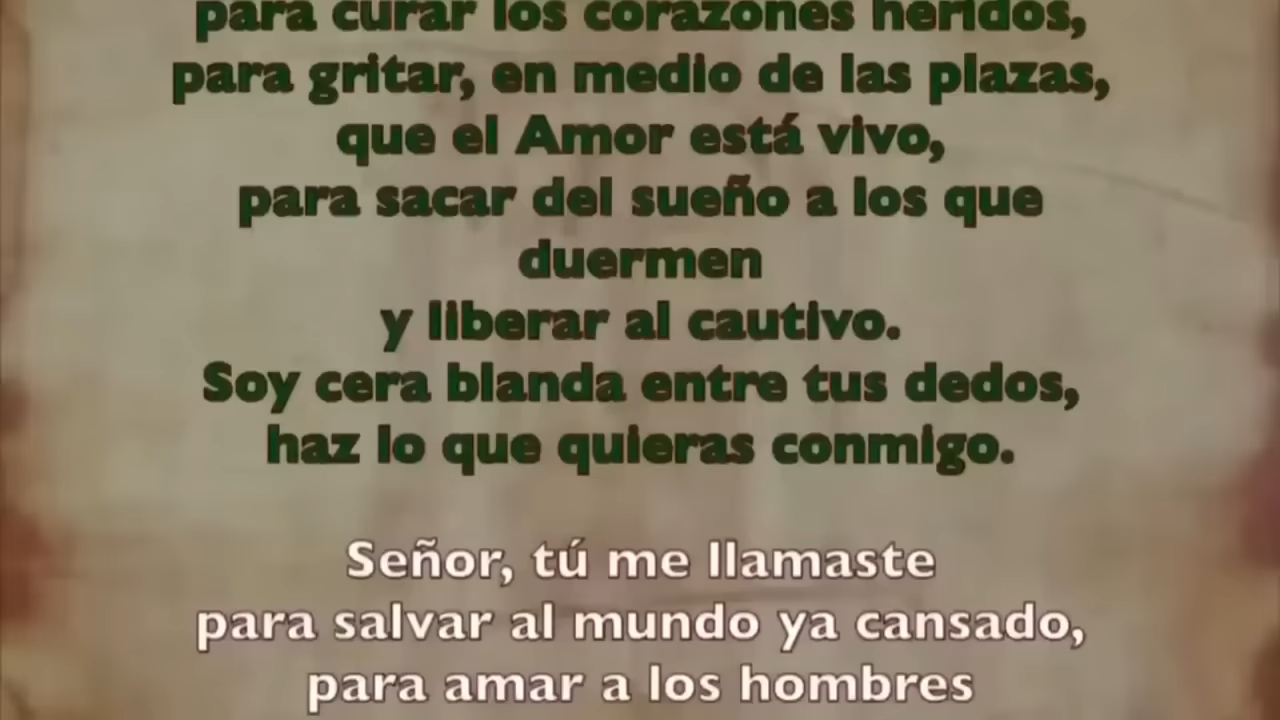 para curar los corazones heridos,
para gritar, en medio de las plazas,
que el Amor está vivo,
para sacar del sueño a los que
duermen
y liberar al cautivo.
Soy cera blanda entre tus dedos,
haz lo que quieras conmigo.
Señor, tú me llamaste
para salvar al mundo ya cansado,
para amar a los hombres